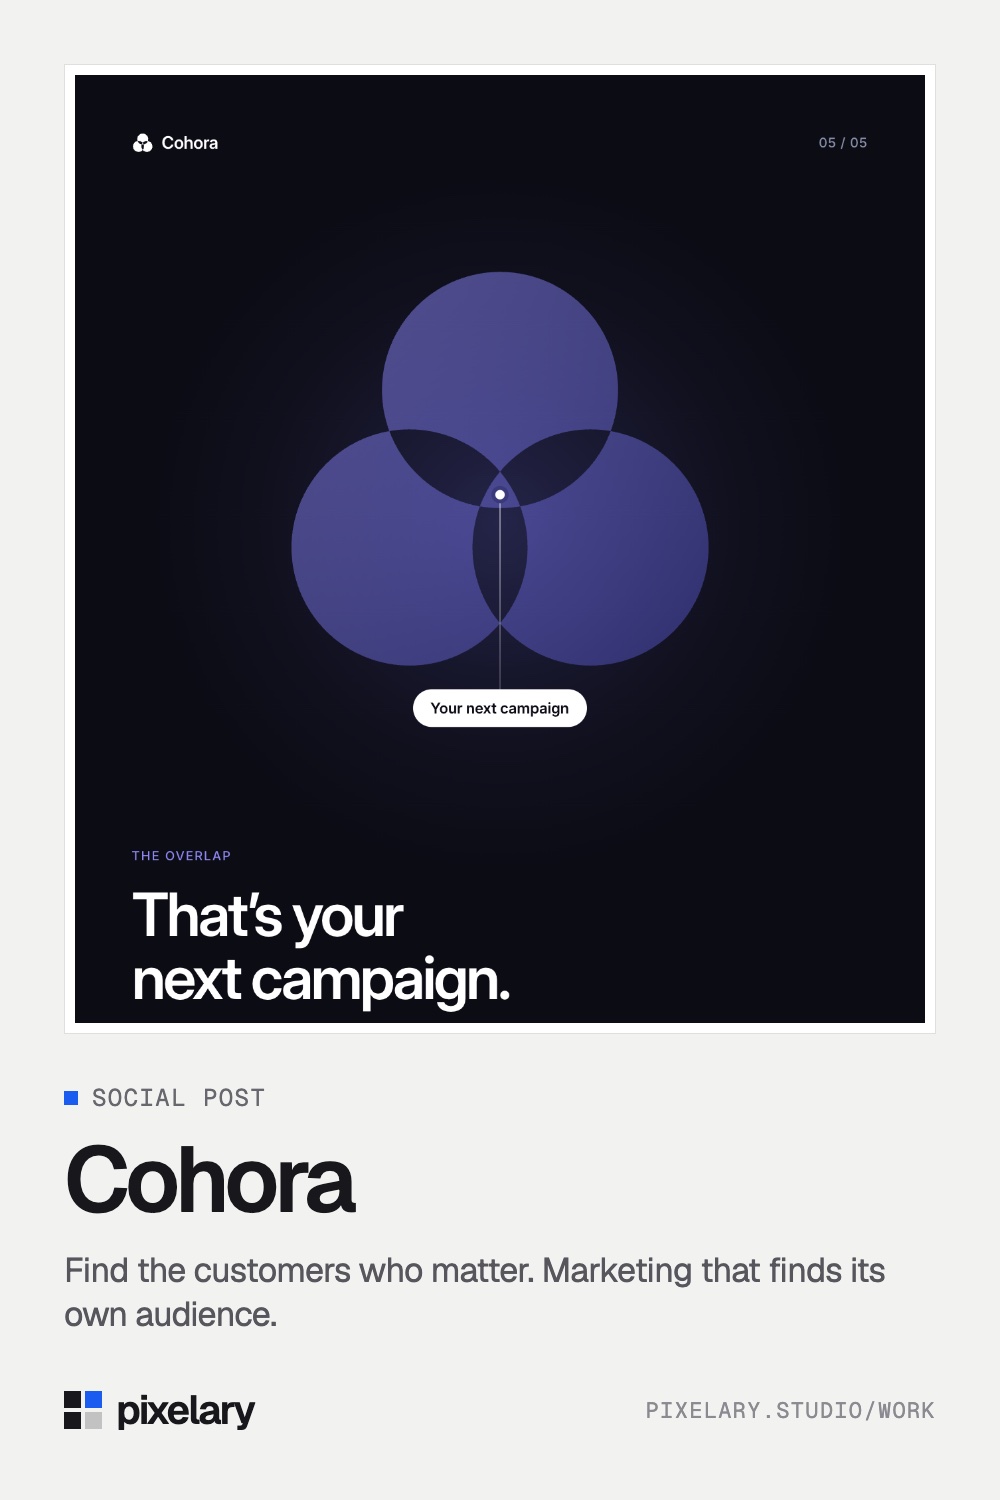 Cohora
05 / 05
Your next campaign
THE OVERLAP
That’s your
next campaign.
SOCIAL POST
Cohora
Find the customers who matter. Marketing that finds its
own audience.
pixelary
PIXELARY.STUDIO/WORK